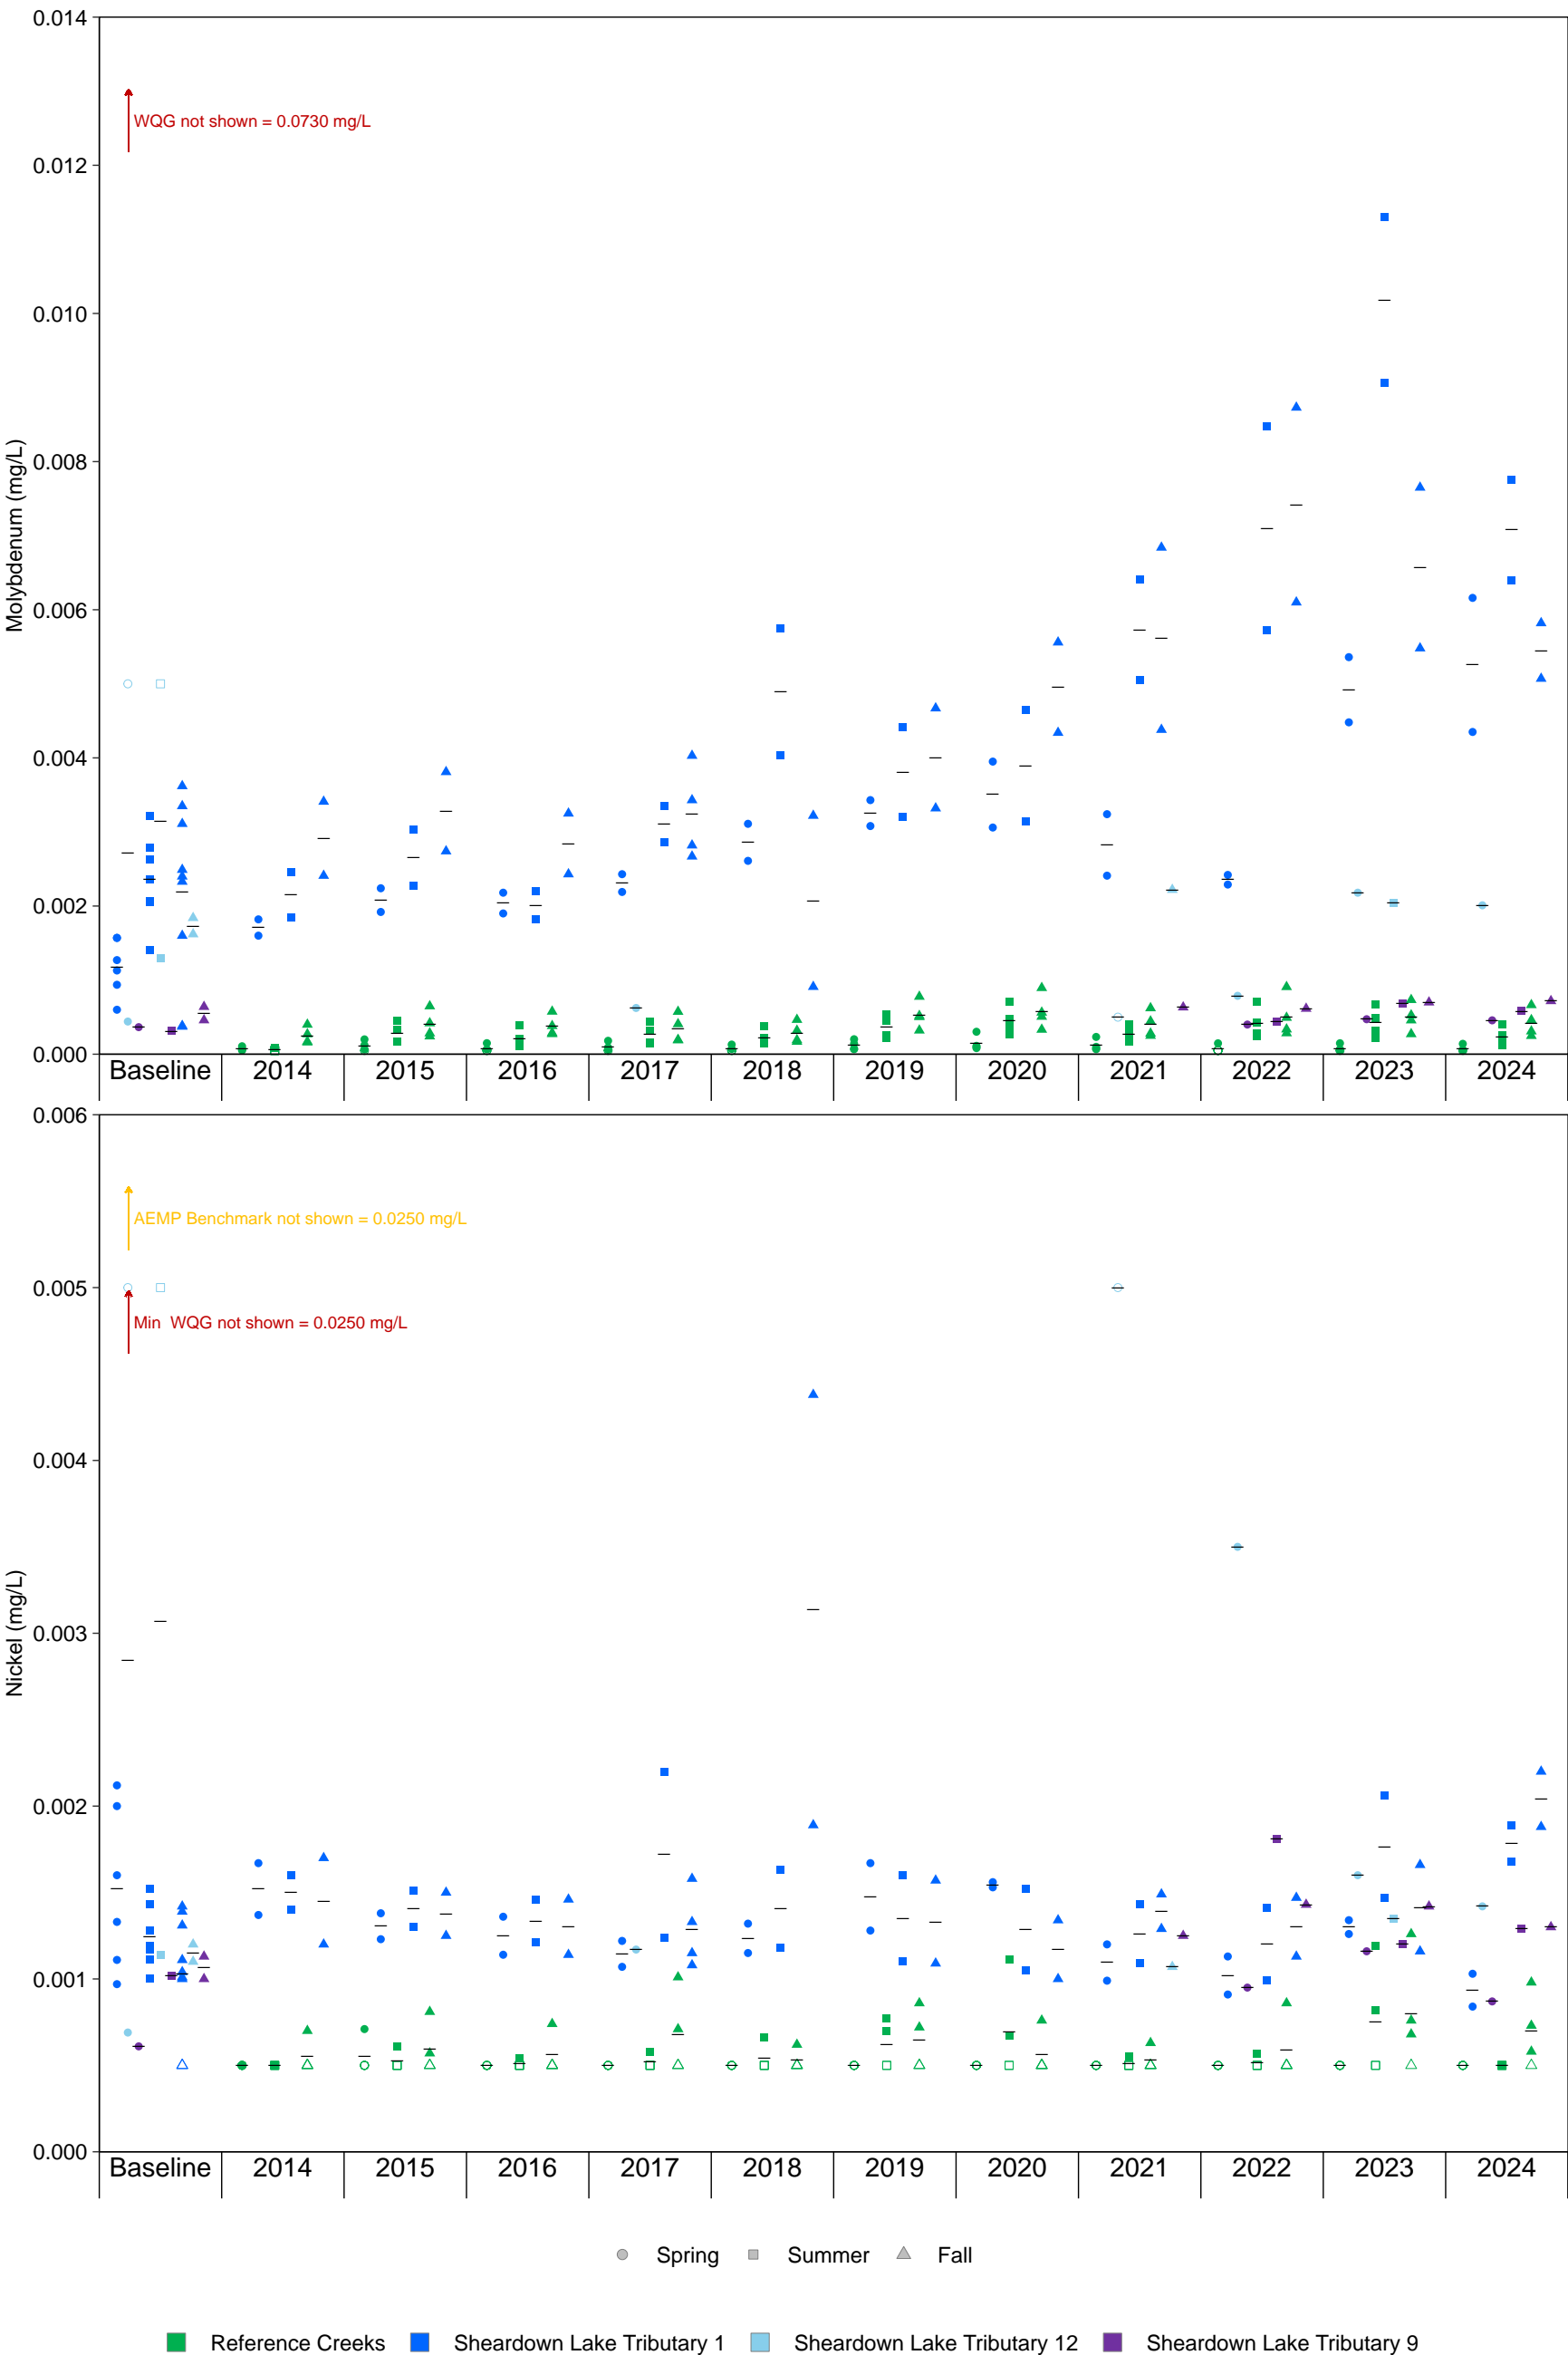 0.014
WQG not shown = 0.0730 mg/L
0.012
0.010
0.008
Molybdenum (mg/L)
0.006
0.004
0.002
0.000
Baseline 2014 2015 2016 2017 2018 2019 2020 2021 2022 2023 2024
0.006
AEMP Benchmark not shown = 0.0250 mg/L
0.005
Min WQG not shown = 0.0250 mg/L
0.004
0.003
Nickel (mg/L)
0.002
0.001
0.000
Baseline 2014 2015 2016 2017 2018 2019 2020 2021 2022 2023 2024
Spring Summer Fall
Reference Creeks Sheardown Lake Tributary 1 Sheardown Lake Tributary 12 Sheardown Lake Tributary 9